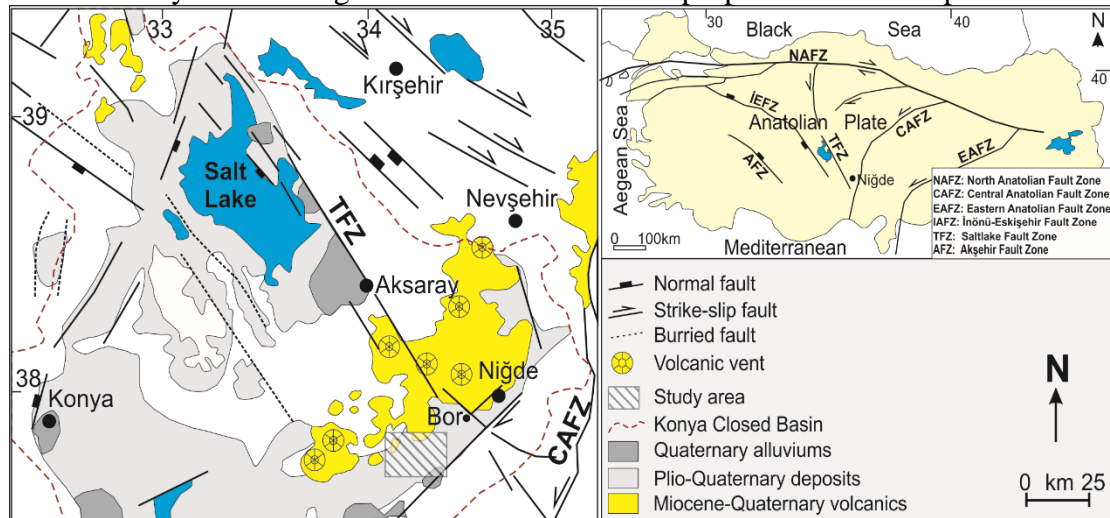 33
34
35
39
38
Kırşehir
Salt
Lake
TFZ
Nevşehir
Aksaray
Niğde
Bor
Konya
CAFZ
30
40
Black Sea
N
40
NAFZ
İEFZ
Anatolian Plate
CAFZ
TFZ
AFZ
EAFZ
Niğde
Aegean Sea
0 100km
Mediterranean
NAFZ: North Anatolian Fault Zone
CAFZ: Central Anatolian Fault Zone
EAFZ: Eastern Anatolian Fault Zone
IAFZ: İnönü-Eskişehir Fault Zone
TFZ: Saltlake Fault Zone
AFZ: Akşehir Fault Zone
Normal fault
Strike-slip fault
Burried fault
Volcanic vent
Study area
Konya Closed Basin
Quaternary alluviums
Plio-Quaternary deposits
Miocene-Quaternary volcanics
N
0 km 25